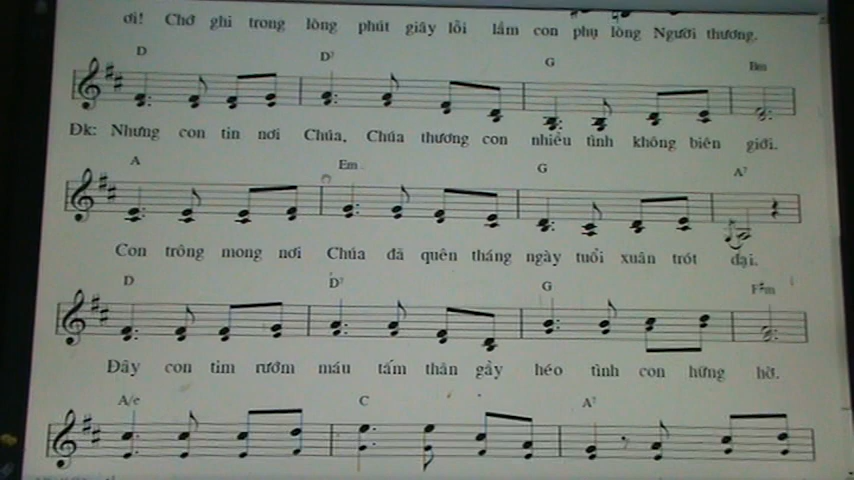 ơi! Chớ ghi trong lòng phút giây lỗi lầm con phụ lòng Người thương.
D D7 G Bm
Đk: Nhưng con tin nơi Chúa, Chúa thương con nhiều tình không biên giới.
A Em G A7
Con trông mong nơi Chúa đã quên tháng ngày tuổi xuân trót dại.
D D7 G F#m
Đây con tim rướm máu tấm thân gầy héo tình con hững hờ.
A/e C A7